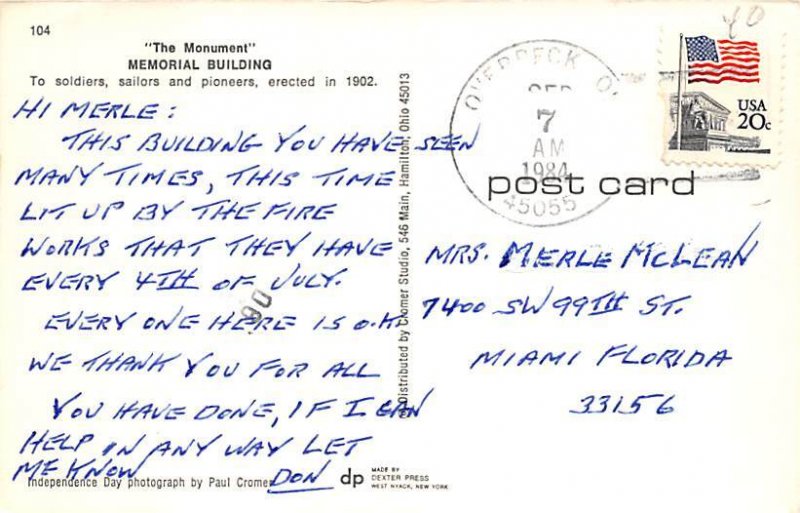 104
"The Monument"
MEMORIAL BUILDING
To soldiers, sailors and pioneers, erected in 1902.
HI MERLE:
THIS BUILDING YOU HAVE SEEN
MANY TIMES, THIS TIME
LIT UP BY THE FIRE
WORKS THAT THEY HAVE
EVERY 4TH OF JULY.
EVERY ONE HERE IS O.K.
WE THANK YOU FOR ALL
YOU HAVE DONE, IF I CAN
HELP IN ANY WAY LET
ME KNOW DON
Independence Day photograph by Paul Cromer
Distributed by Cromer Studio, 546 Main, Hamilton, Ohio 45013
dp
MADE BY
DEXTER PRESS
WEST NYACK, NEW YORK
OVERPECK
SEP
7
AM
1984
45055
USA
20c
post card
MRS. MERLE MCLEAN
7400 SW 99TH ST.
MIAMI FLORIDA
33156